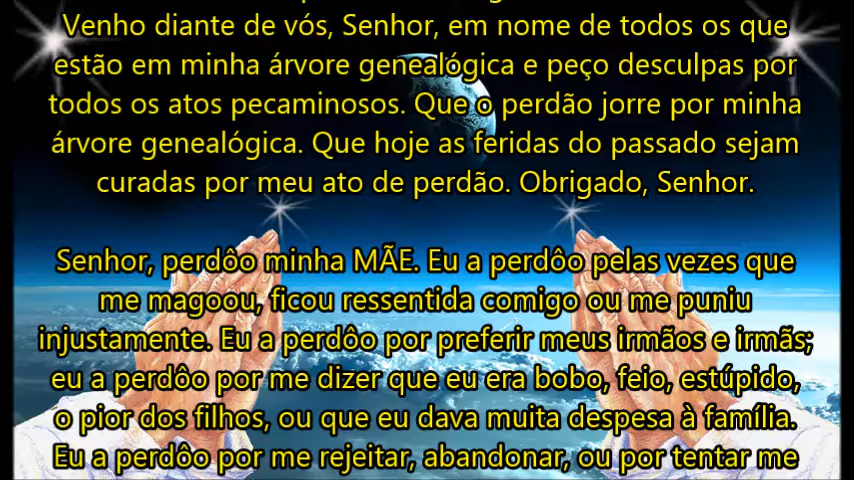 Venho diante de vós, Senhor, em nome de todos os que
estão em minha árvore genealógica e peço desculpas por
todos os atos pecaminosos. Que o perdão jorre por minha
árvore genealógica. Que hoje as feridas do passado sejam
curadas por meu ato de perdão. Obrigado, Senhor.
Senhor, perdôo minha MÃE. Eu a perdôo pelas vezes que
me magoou, ficou ressentida comigo ou me puniu
injustamente. Eu a perdôo por preferir meus irmãos e irmãs;
eu a perdôo por me dizer que eu era bobo, feio, estúpido,
o pior dos filhos, ou que eu dava muita despesa à família.
Eu a perdôo por me rejeitar, abandonar, ou por tentar me